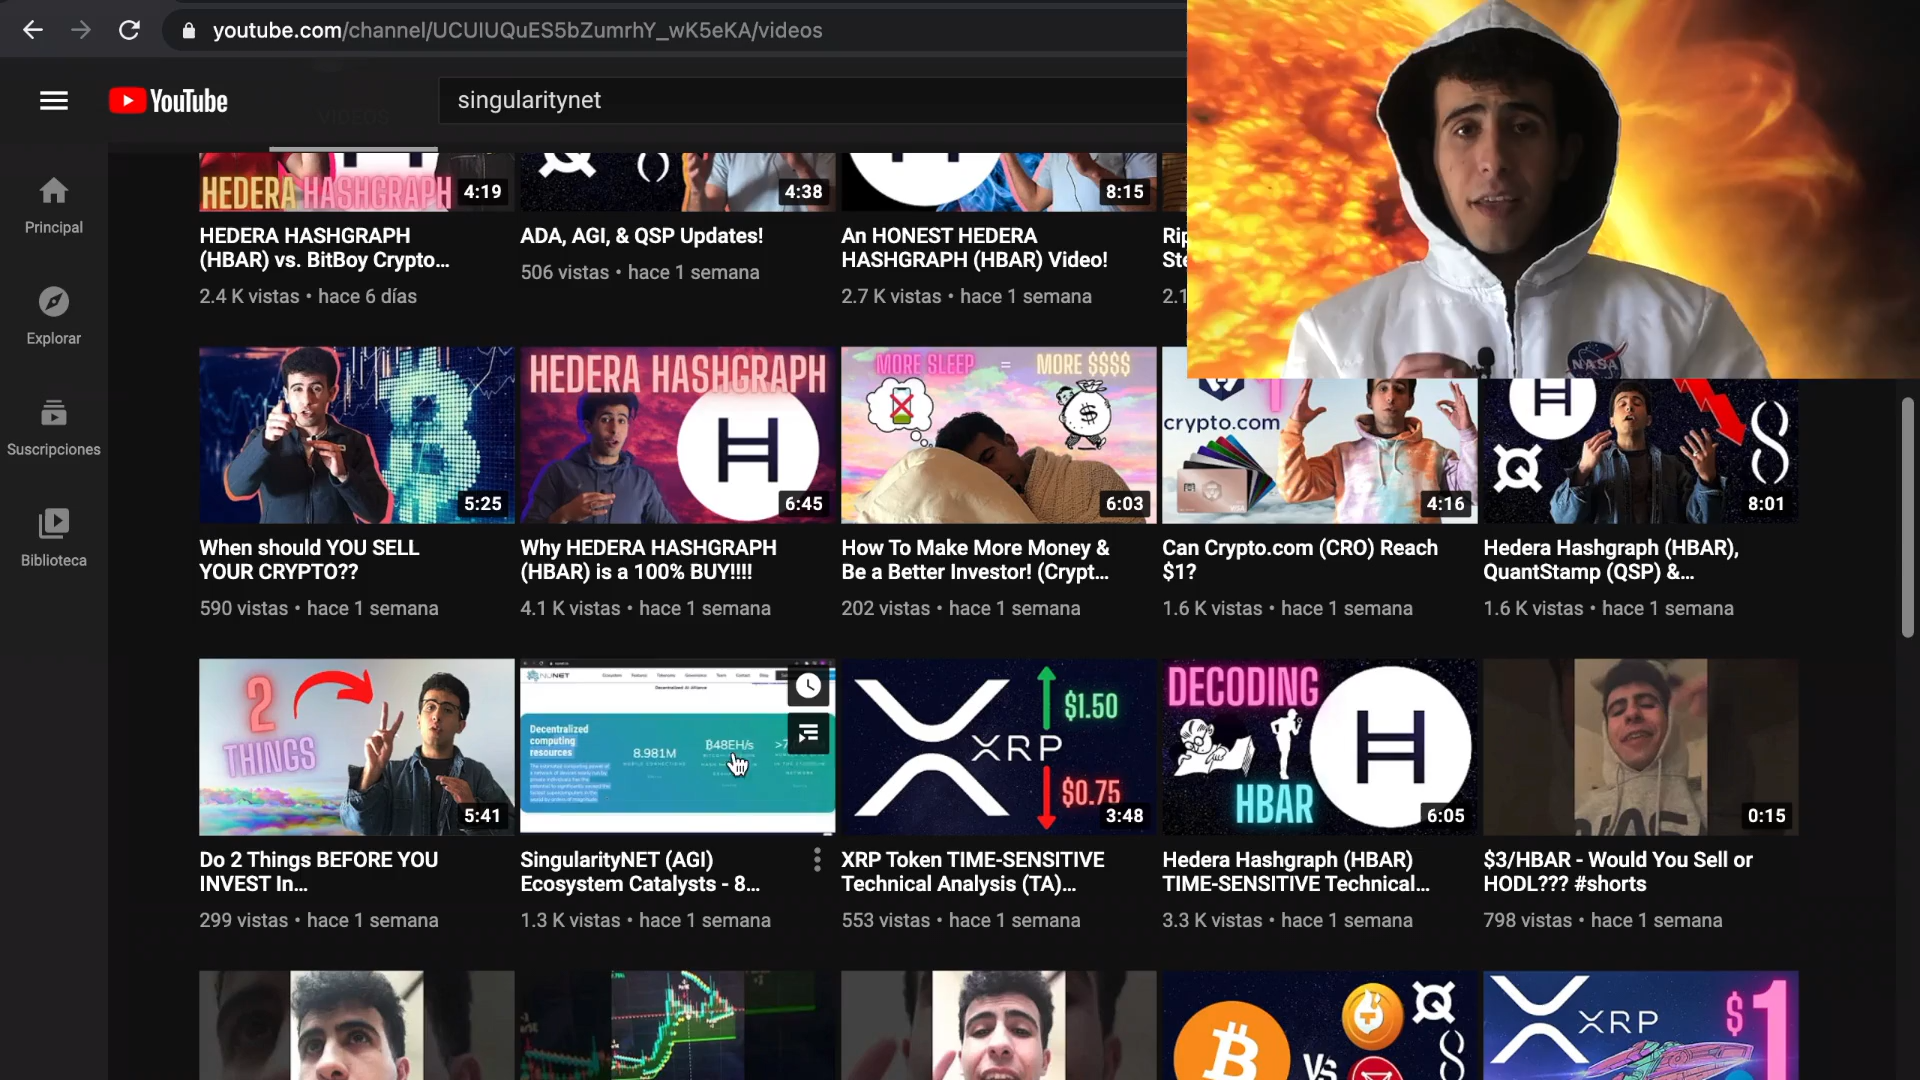 youtube.com/channel/UCUIUQuES5bZumrhY_wK5eKA/videos
YouTube
VIDEOS
singularitynet
Principal
Explorar
Suscripciones
Biblioteca
HEDERA HASHGRAPH
4:19
4:38
8:15
HEDERA HASHGRAPH
(HBAR) vs. BitBoy Crypto...
2.4 K vistas • hace 6 días
ADA, AGI, & QSP Updates!
506 vistas • hace 1 semana
An HONEST HEDERA
HASHGRAPH (HBAR) Video!
2.7 K vistas • hace 1 semana
Rip
Ste
2.1
NASA
5:25
HEDERA HASHGRAPH
6:45
MORE SLEEP = MORE $$$$
6:03
crypto.com
VISA
4:16
8:01
When should YOU SELL
YOUR CRYPTO??
590 vistas • hace 1 semana
Why HEDERA HASHGRAPH
(HBAR) is a 100% BUY!!!!
4.1 K vistas • hace 1 semana
How To Make More Money &
Be a Better Investor! (Crypt...
202 vistas • hace 1 semana
Can Crypto.com (CRO) Reach
$1?
1.6 K vistas • hace 1 semana
Hedera Hashgraph (HBAR),
QuantStamp (QSP) &...
1.6 K vistas • hace 1 semana
2
THINGS
5:41
NUNET
Decentralized
computing
resources
8.981M
₿48EH/s
>7
XRP
$1.50
$0.75
3:48
DECODING
HBAR
6:05
0:15
Do 2 Things BEFORE YOU
INVEST In...
299 vistas • hace 1 semana
SingularityNET (AGI)
Ecosystem Catalysts - 8...
1.3 K vistas • hace 1 semana
XRP Token TIME-SENSITIVE
Technical Analysis (TA)...
553 vistas • hace 1 semana
Hedera Hashgraph (HBAR)
TIME-SENSITIVE Technical...
3.3 K vistas • hace 1 semana
$3/HBAR - Would You Sell or
HODL??? #shorts
798 vistas • hace 1 semana
Vs
XRP
$1